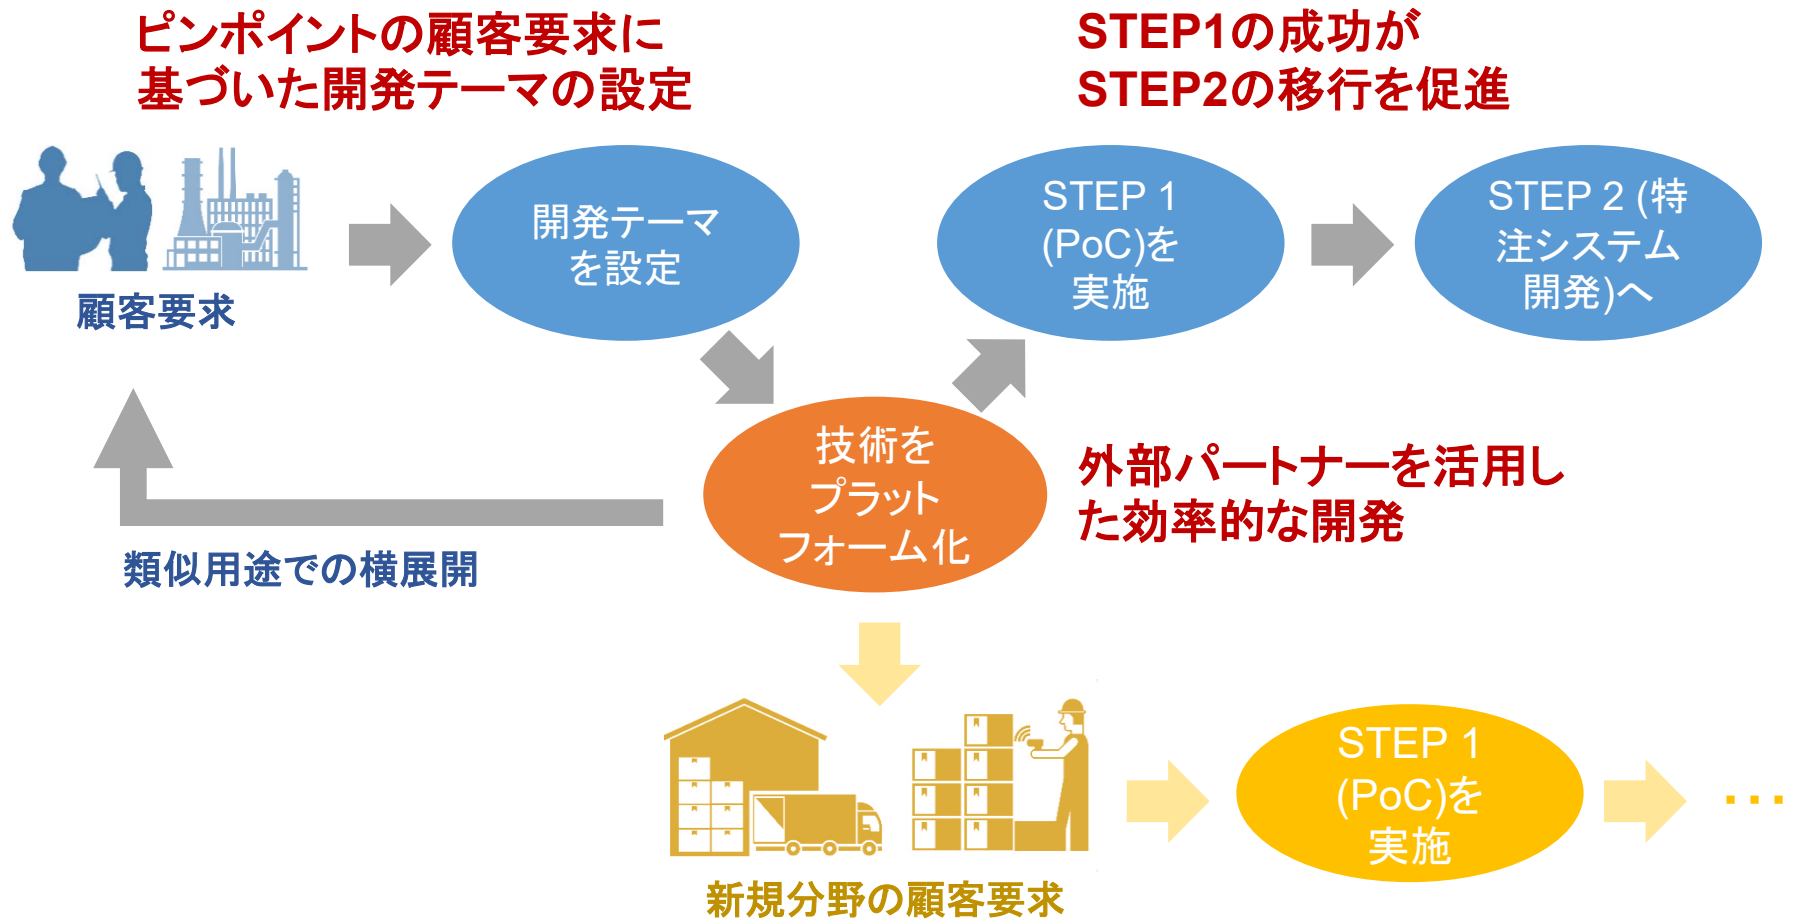 ピンポイントの顧客要求に
基づいた開発テーマの設定
STEP1の成功が
STEP2の移行を促進
顧客要求
開発テーマ
を設定
STEP 1
(PoC)を
実施
STEP 2 (特
注システム
開発)へ
技術を
プラット
フォーム化
外部パートナーを活用し
た効率的な開発
類似用途での横展開
新規分野の顧客要求
STEP 1
(PoC)を
実施
･･･